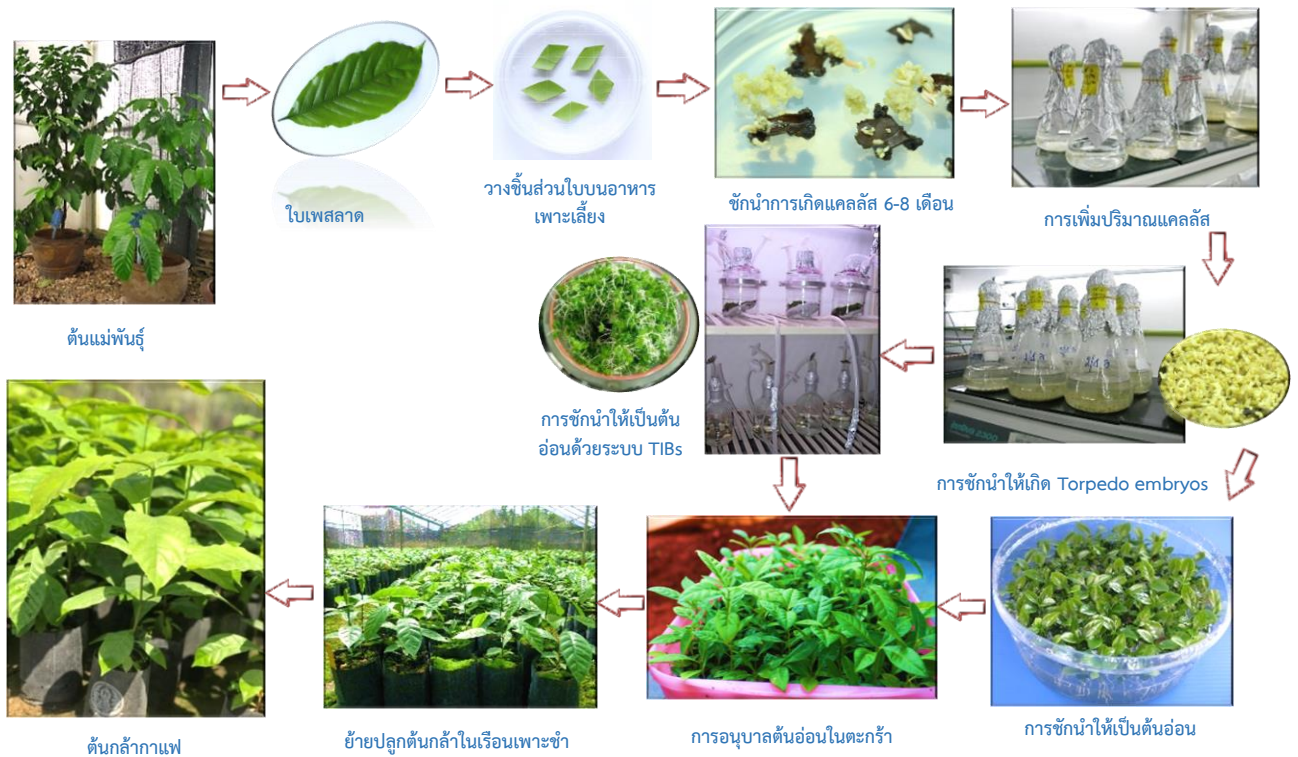 ต้นแม่พันธุ์
ใบเพสลาด
วางชิ้นส่วนใบบนอาหาร
เพาะเลี้ยง
ชักนำการเกิดแคลลัส 6-8 เดือน
การเพิ่มปริมาณแคลลัส
การชักนำให้เกิด Torpedo embryos
การชักนำให้เป็นต้น
อ่อนด้วยระบบ TIBs
การชักนำให้เป็นต้นอ่อน
การอนุบาลต้นอ่อนในตะกร้า
ย้ายปลูกต้นกล้าในเรือนเพาะชำ
ต้นกล้ากาแฟ